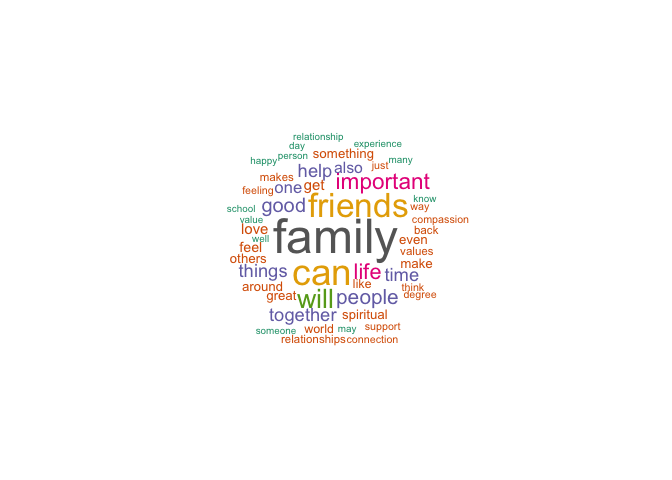 relationship
day experience
happy person something just many
makes help also
feeling one get important
school good friends know way
value love well family compassion back
feel even
others values
things can life time make
around like think
great will people degree
together spiritual
someone world may support
relationships connection